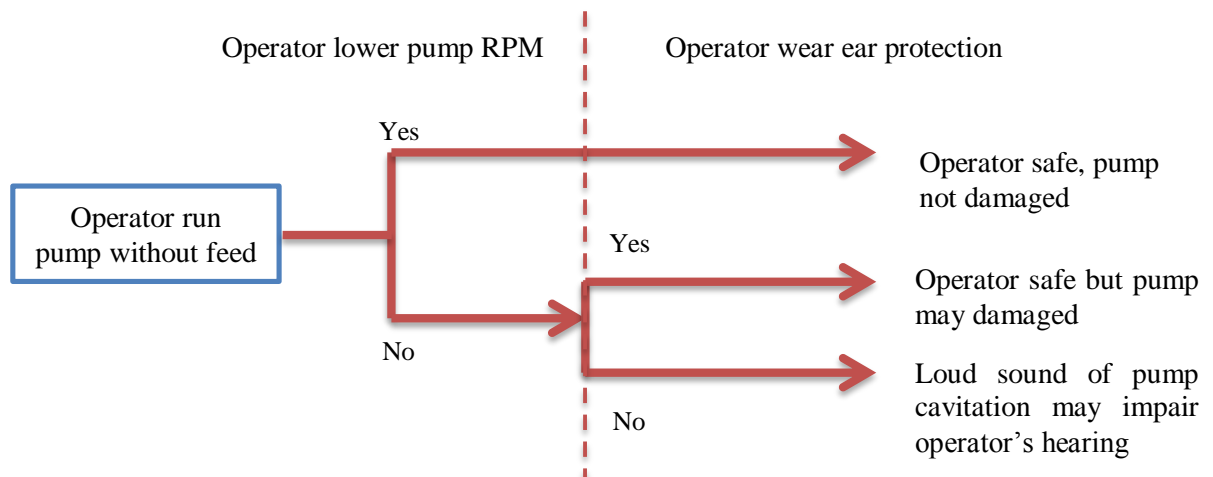 Operator lower pump RPM
Operator wear ear protection
Yes
Operator safe, pump
not damaged
Operator run
pump without feed
Yes
Operator safe but pump
may damaged
No
Loud sound of pump
cavitation may impair
operator’s hearing
No